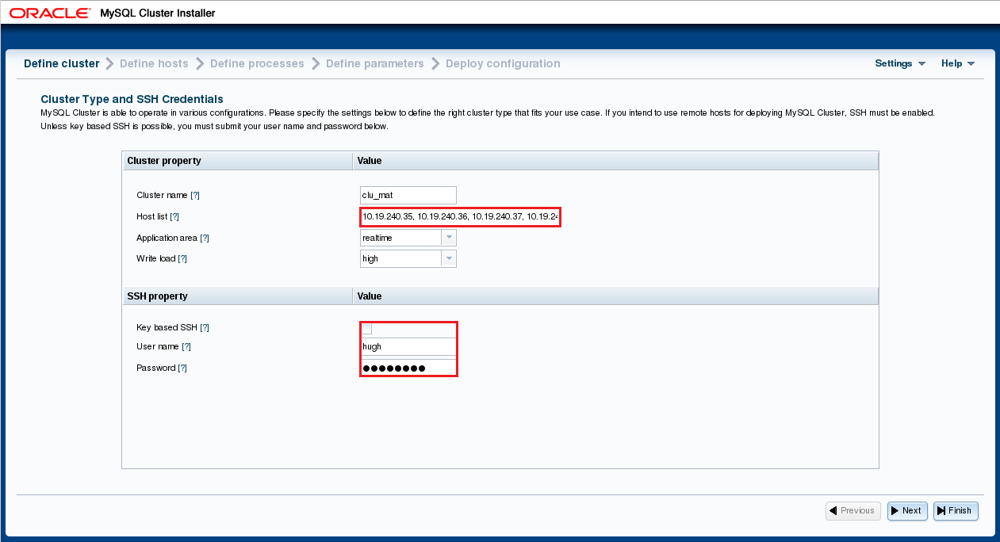 ORACLE MySQL Cluster Installer
Define cluster Define hosts Define processes Define parameters Deploy configuration Settings Help
Cluster Type and SSH Credentials
MySQL Cluster is able to operate in various configurations. Please specify the settings below to define the right cluster type that fits your use case. If you intend to use remote hosts for deploying MySQL Cluster, SSH must be enabled.
Unless key based SSH is possible, you must submit your user name and password below.
Cluster property Value
Cluster name [?] clu_mat
Host list [?] 10.19.240.35, 10.19.240.36, 10.19.240.37, 10.19.24
Application area [?] realtime
Write load [?] high
SSH property Value
Key based SSH [?]
User name [?] hugh
Password [?] ●●●●●●●●
Previous Next Finish